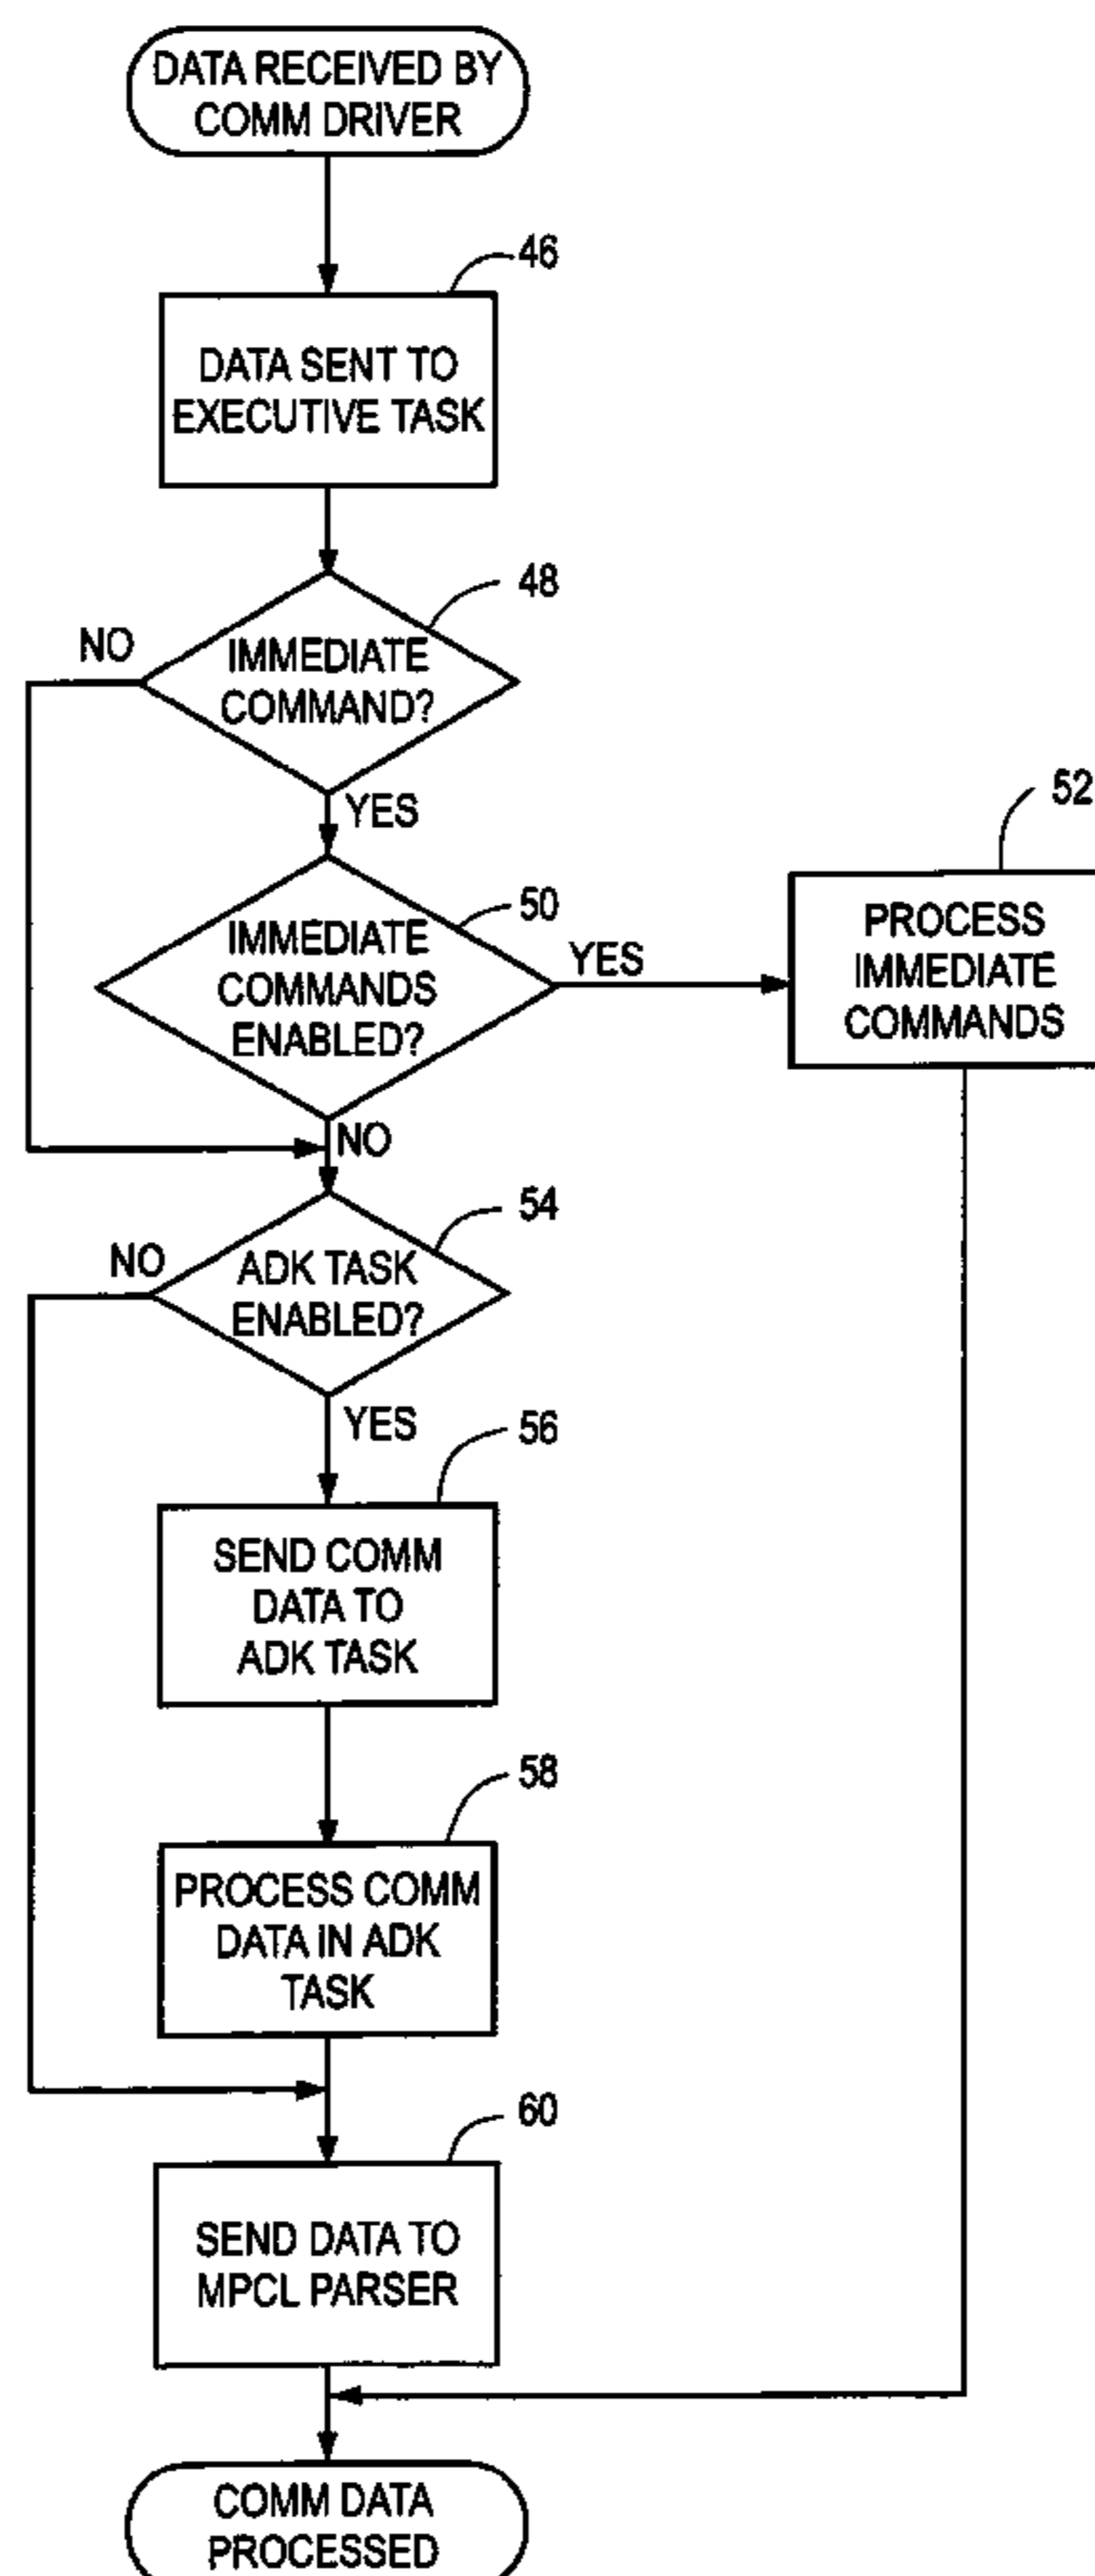 DATA RECEIVED BY
COMM DRIVER
46
DATA SENT TO
EXECUTIVE TASK
48
NO
IMMEDIATE
COMMAND?
YES
52
50
IMMEDIATE
COMMANDS
ENABLED?
YES
PROCESS
IMMEDIATE
COMMANDS
NO
54
NO
ADK TASK
ENABLED?
YES
56
SEND COMM
DATA TO
ADK TASK
58
PROCESS COMM
DATA IN ADK
TASK
60
SEND DATA TO
MPCL PARSER
COMM DATA
PROCESSED